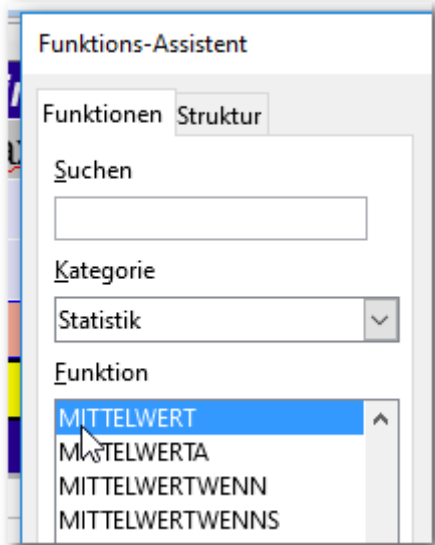 Funktions-Assistent
Funktionen Struktur
Suchen
Kategorie
Statistik
Funktion
MITTELWERT
MITTELWERTA
MITTELWERTWENN
MITTELWERTWENNS